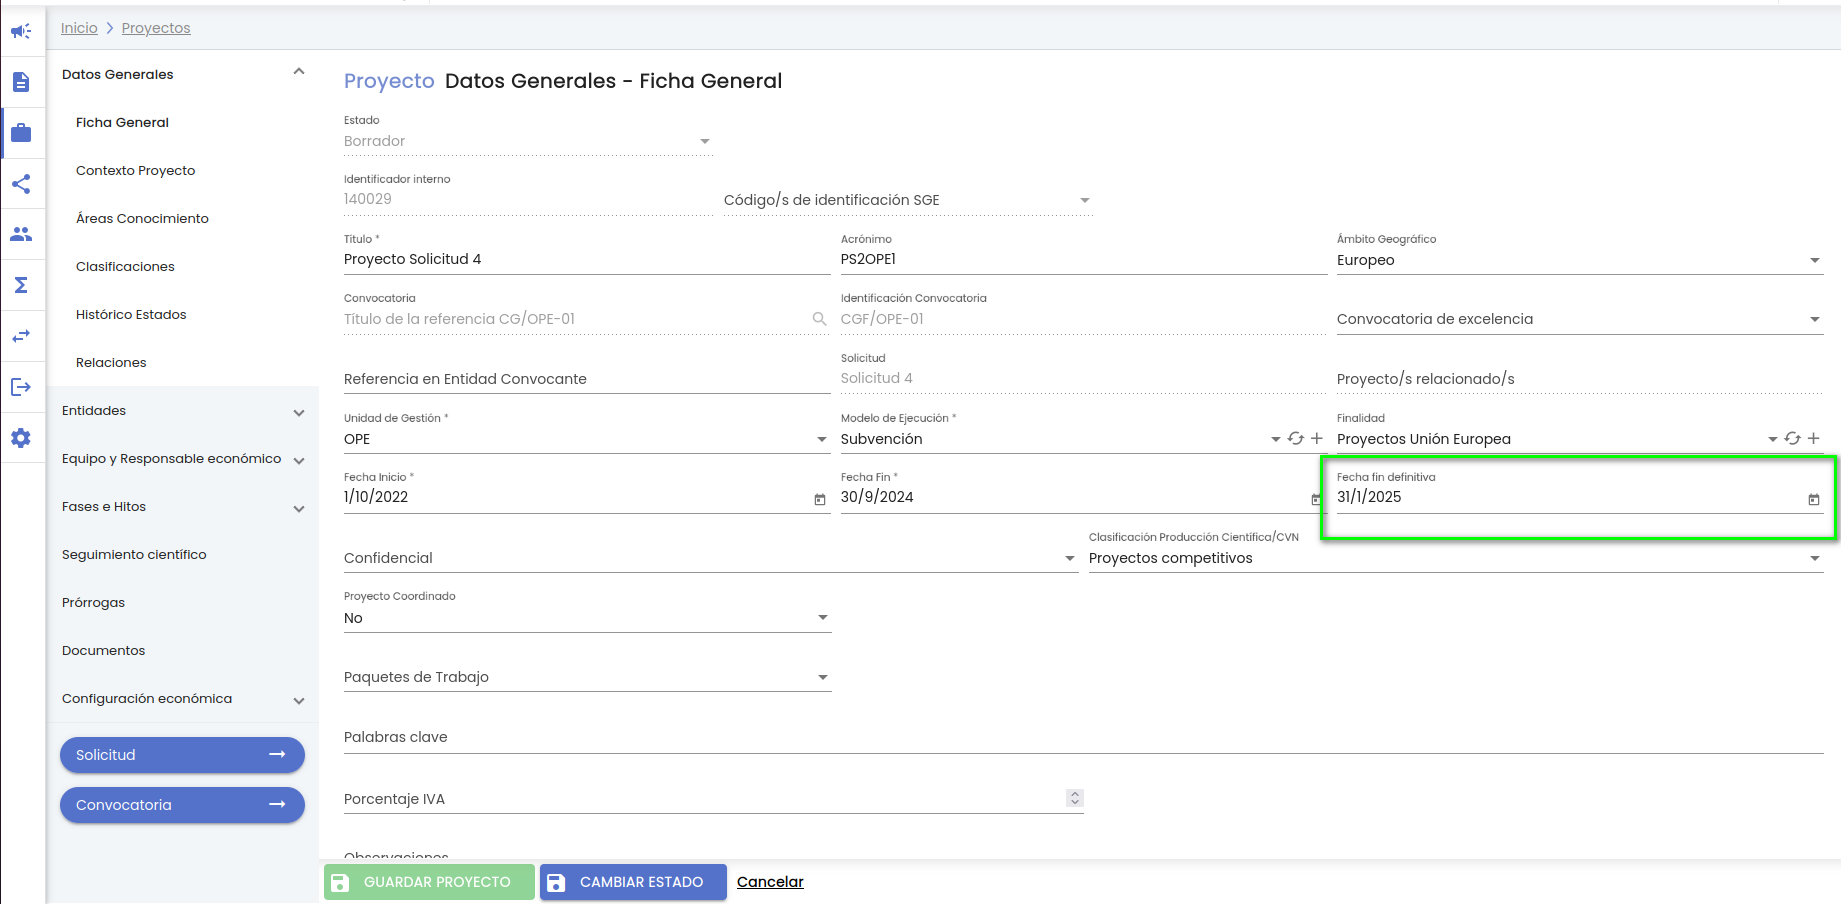 Inicio > Proyectos
Datos Generales
Ficha General
Contexto Proyecto
Áreas Conocimiento
Clasificaciones
Histórico Estados
Relaciones
Entidades
Equipo y Responsable económico
Fases e Hitos
Seguimiento científico
Prórrogas
Documentos
Configuración económica
Solicitud
Convocatoria
Proyecto Datos Generales - Ficha General
Estado
Borrador
Identificador interno
140029
Código/s de identificación SGE
Título *
Proyecto Solicitud 4
Acrónimo
PS2OPE1
Ámbito Geográfico
Europeo
Convocatoria
Título de la referencia CG/OPE-01
Identificación Convocatoria
CGF/OPE-01
Convocatoria de excelencia
Referencia en Entidad Convocante
Solicitud
Solicitud 4
Proyecto/s relacionado/s
Unidad de Gestión *
OPE
Modelo de Ejecución *
Subvención
Finalidad
Proyectos Unión Europea
Fecha Inicio *
1/10/2022
Fecha Fin *
30/9/2024
Fecha fin definitiva
31/1/2025
Confidencial
Clasificación Producción Científica/CVN
Proyectos competitivos
Proyecto Coordinado
No
Paquetes de Trabajo
Palabras clave
Porcentaje IVA
Observaciones
GUARDAR PROYECTO
CAMBIAR ESTADO
Cancelar